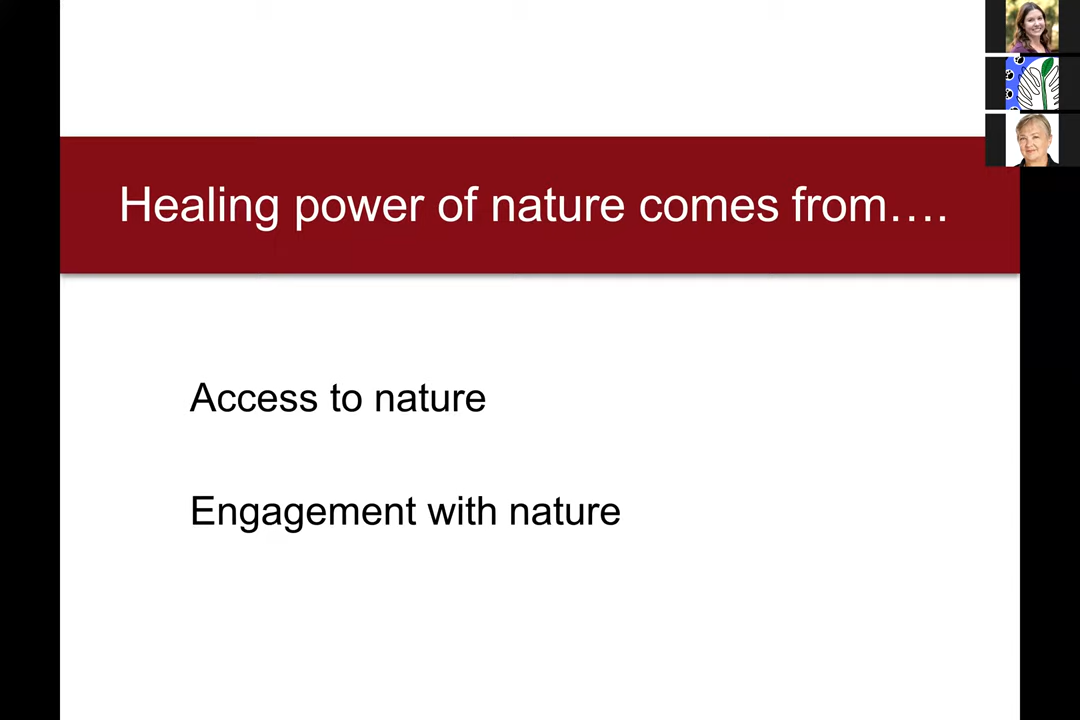 Healing power of nature comes from….
Access to nature
Engagement with nature